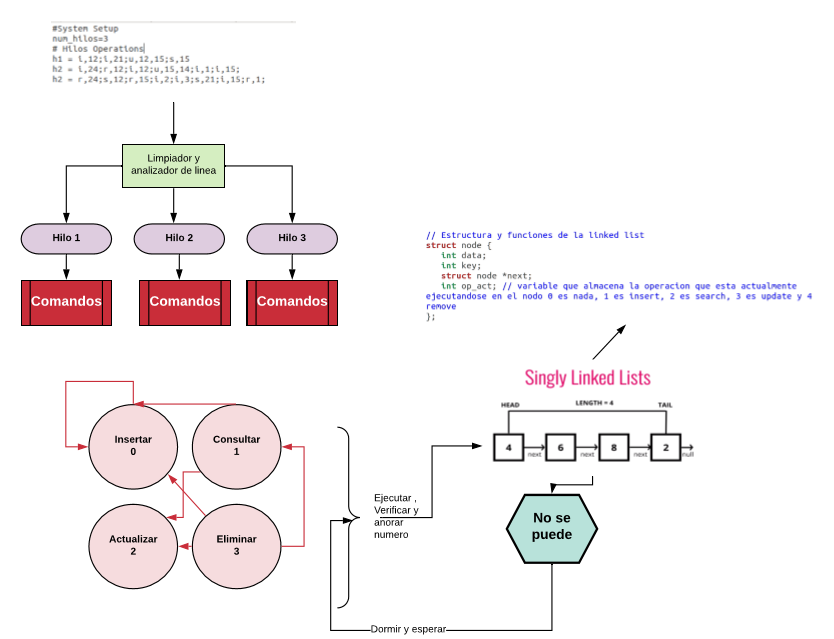 #System Setup
num_hilos=3
# Hilos Operations
h1 = i,12;i,21;u,12,15;s,15
h2 = i,24;r,12;i,12;u,15,14;i,1;i,15;
h2 = r,24;s,12;r,15;i,2;i,3;s,21;i,15;r,1;
Limpiador y
analizador de linea
Hilo 1
Hilo 2
Hilo 3
Comandos
Comandos
Comandos
// Estructura y funciones de la linked list
struct node {
int data;
int key;
struct node *next;
int op_act; // variable que almacena la operacion que esta actualmente
ejecutandose en el nodo 0 es nada, 1 es insert, 2 es search, 3 es update y 4
remove
};
Singly Linked Lists
HEAD
LENGTH = 4
TAIL
4
6
8
2
next
next
next
null
Insertar
0
Consultar
1
Actualizar
2
Eliminar
3
Ejecutar ,
Verificar y
anorar
numero
No se
puede
Dormir y esperar